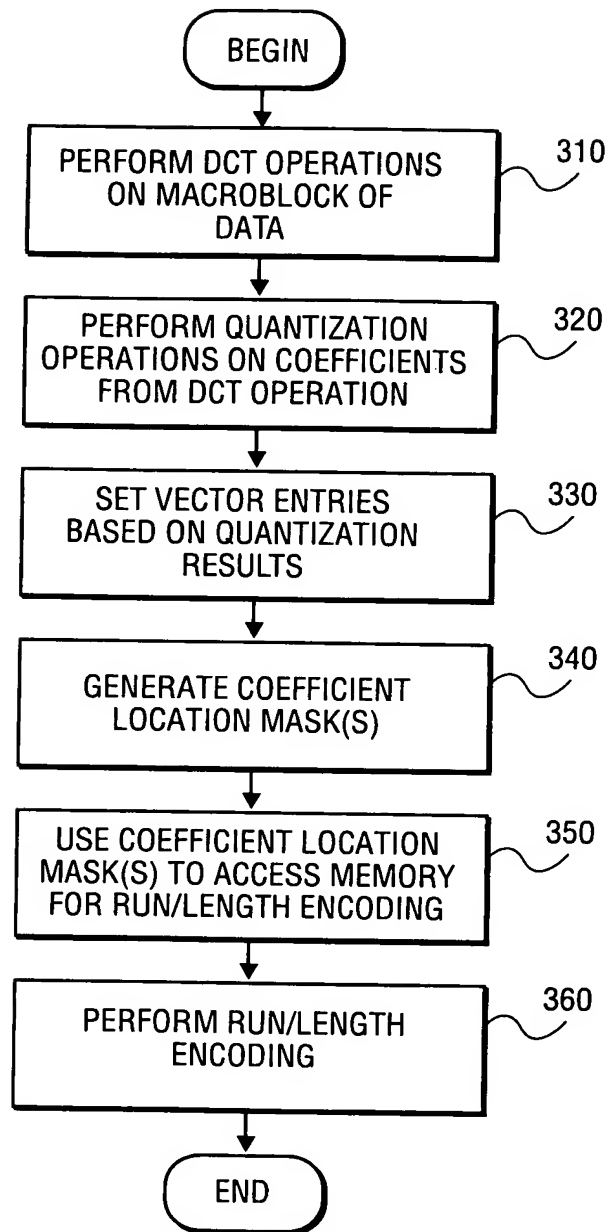 BEGIN
PERFORM DCT OPERATIONS
ON MACROBLOCK OF
DATA
310
PERFORM QUANTIZATION
OPERATIONS ON COEFFICIENTS
FROM DCT OPERATION
320
SET VECTOR ENTRIES
BASED ON QUANTIZATION
RESULTS
330
GENERATE COEFFICIENT
LOCATION MASK(S)
340
USE COEFFICIENT LOCATION
MASK(S) TO ACCESS MEMORY
FOR RUN/LENGTH ENCODING
350
PERFORM RUN/LENGTH
ENCODING
360
END